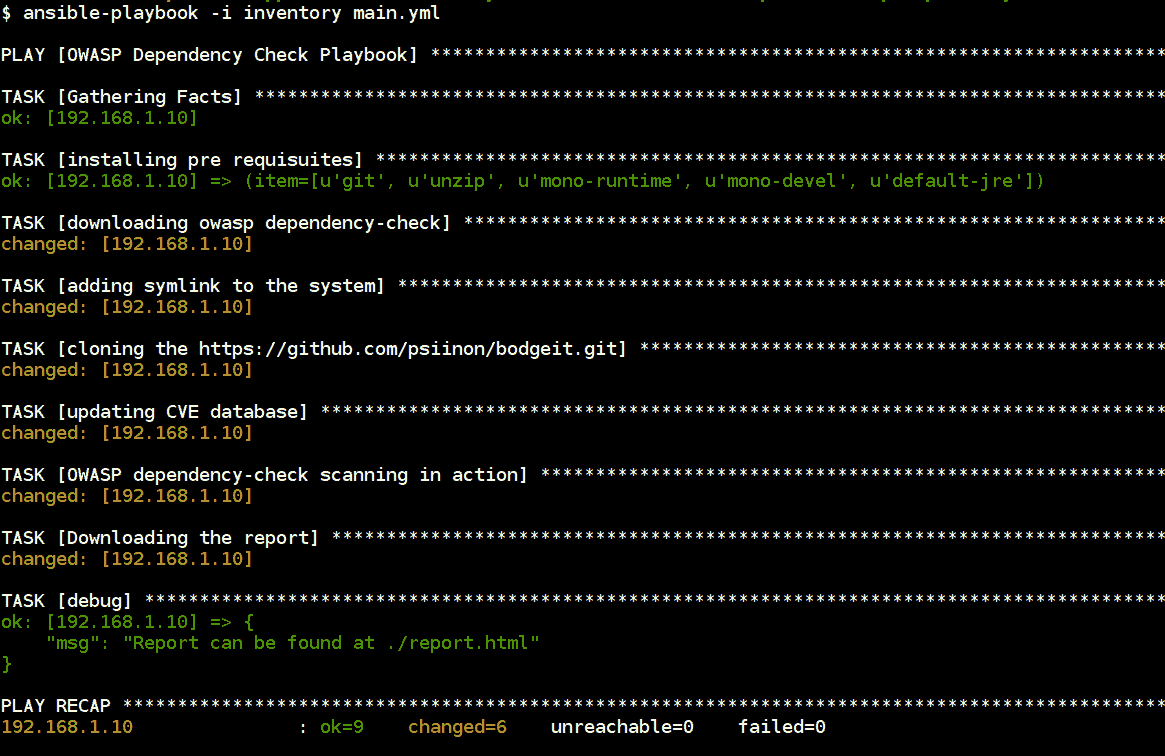 $ ansible-playbook -i inventory main.yml
PLAY [OWASP Dependency Check Playbook] *******************************************************************
TASK [Gathering Facts] ***********************************************************************************
ok: [192.168.1.10]
TASK [installing pre requisuites] ************************************************************************
ok: [192.168.1.10] => (item=[u'git', u'unzip', u'mono-runtime', u'mono-devel', u'default-jre'])
TASK [downloading owasp dependency-check] ****************************************************************
changed: [192.168.1.10]
TASK [adding symlink to the system] **********************************************************************
changed: [192.168.1.10]
TASK [cloning the https://github.com/psiinon/bodgeit.git] ************************************************
changed: [192.168.1.10]
TASK [updating CVE database] *****************************************************************************
changed: [192.168.1.10]
TASK [OWASP dependency-check scanning in action] *********************************************************
changed: [192.168.1.10]
TASK [Downloading the report] ****************************************************************************
changed: [192.168.1.10]
TASK [debug] *********************************************************************************************
ok: [192.168.1.10] => {
    "msg": "Report can be found at ./report.html"
}
PLAY RECAP ***********************************************************************************************
192.168.1.10               : ok=9    changed=6    unreachable=0    failed=0